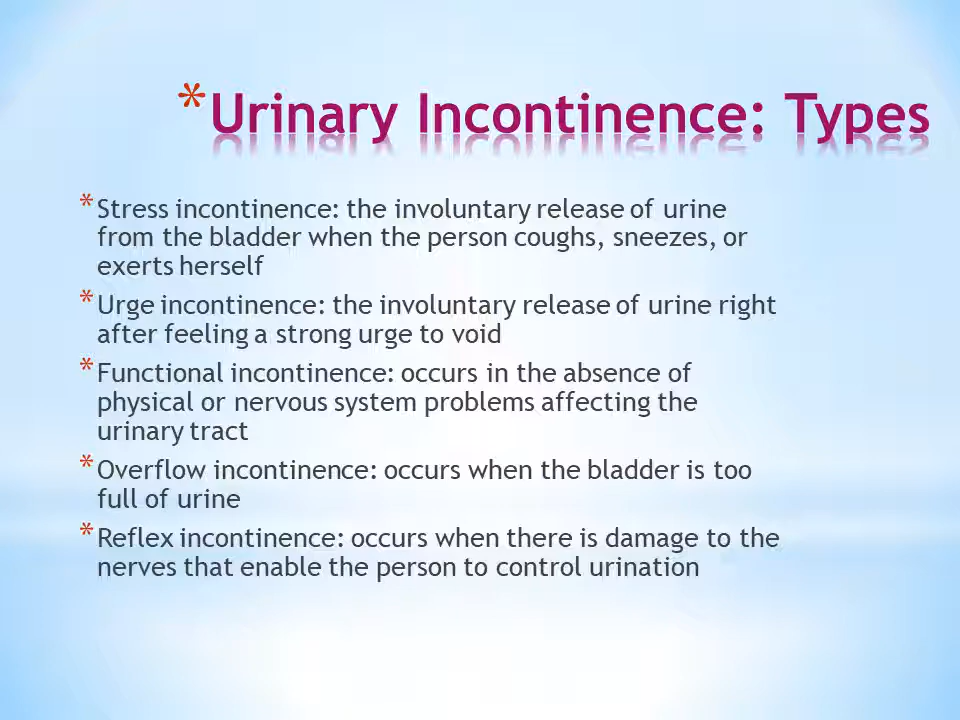 *Urinary Incontinence: Types
*Stress incontinence: the involuntary release of urine
from the bladder when the person coughs, sneezes, or
exerts herself
*Urge incontinence: the involuntary release of urine right
after feeling a strong urge to void
*Functional incontinence: occurs in the absence of
physical or nervous system problems affecting the
urinary tract
*Overflow incontinence: occurs when the bladder is too
full of urine
*Reflex incontinence: occurs when there is damage to the
nerves that enable the person to control urination